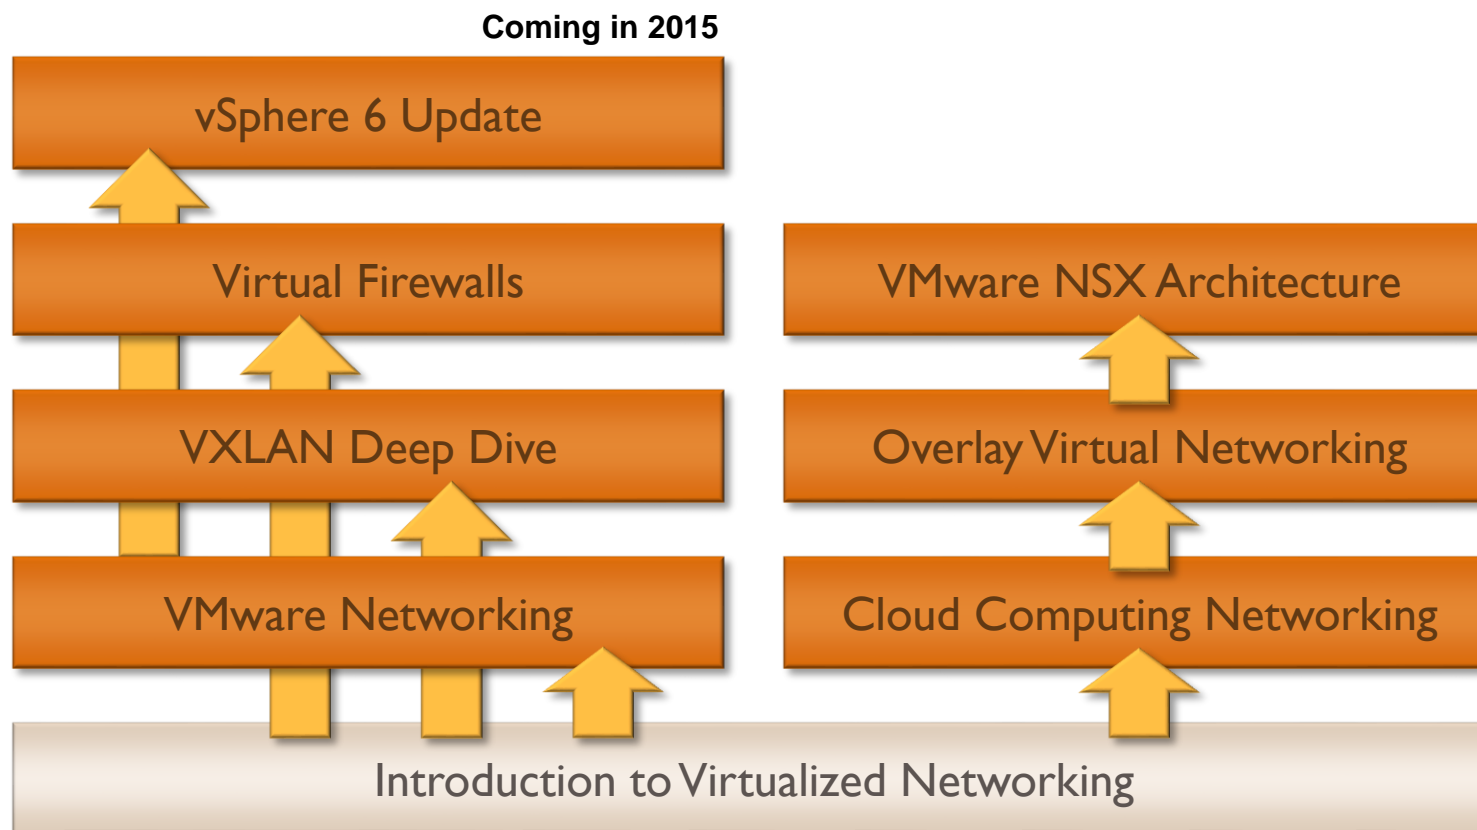 Coming in 2015
vSphere 6 Update
Virtual Firewalls
VMware NSX Architecture
VXLAN Deep Dive
Overlay Virtual Networking
VMware Networking
Cloud Computing Networking
Introduction to Virtualized Networking